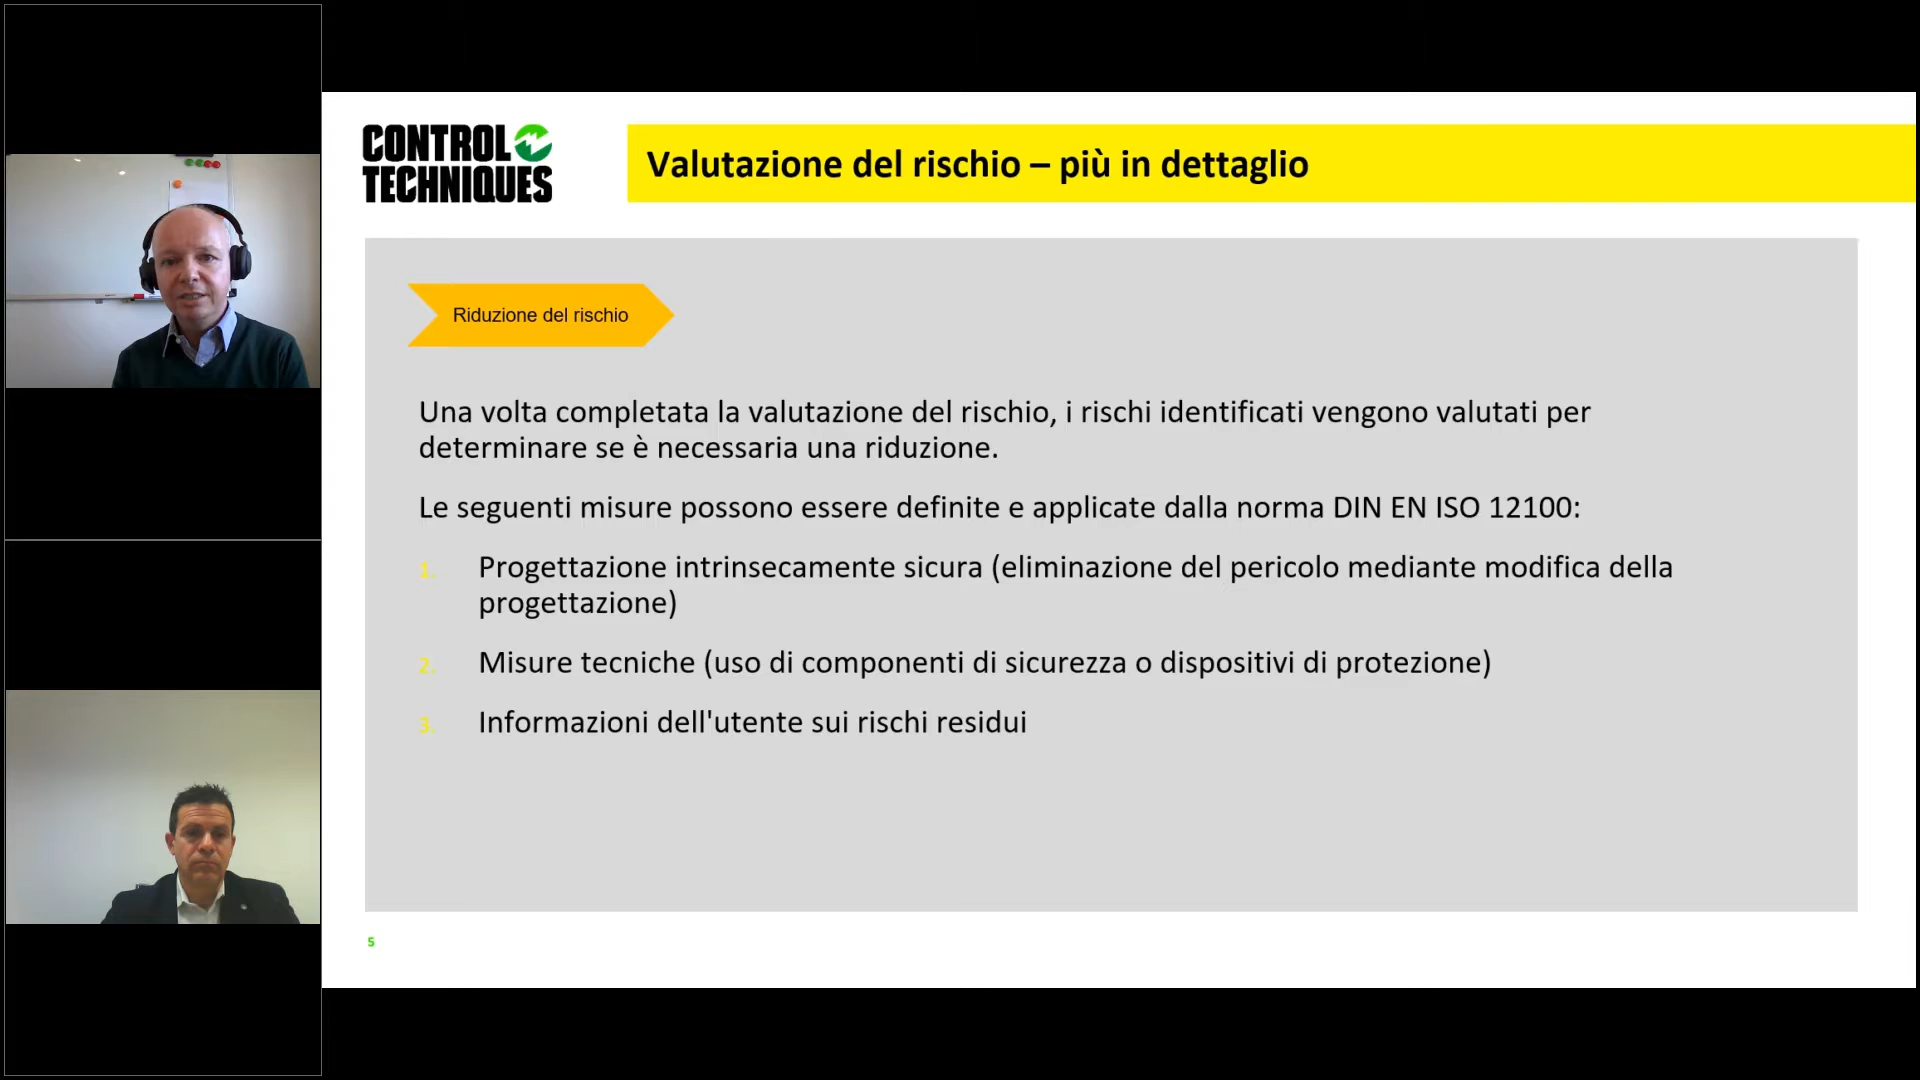 CONTROL
TECHNIQUES
Valutazione del rischio – più in dettaglio
Riduzione del rischio
Una volta completata la valutazione del rischio, i rischi identificati vengono valutati per
determinare se è necessaria una riduzione.
Le seguenti misure possono essere definite e applicate dalla norma DIN EN ISO 12100:
1. Progettazione intrinsecamente sicura (eliminazione del pericolo mediante modifica della
progettazione)
2. Misure tecniche (uso di componenti di sicurezza o dispositivi di protezione)
3. Informazioni dell'utente sui rischi residui
5